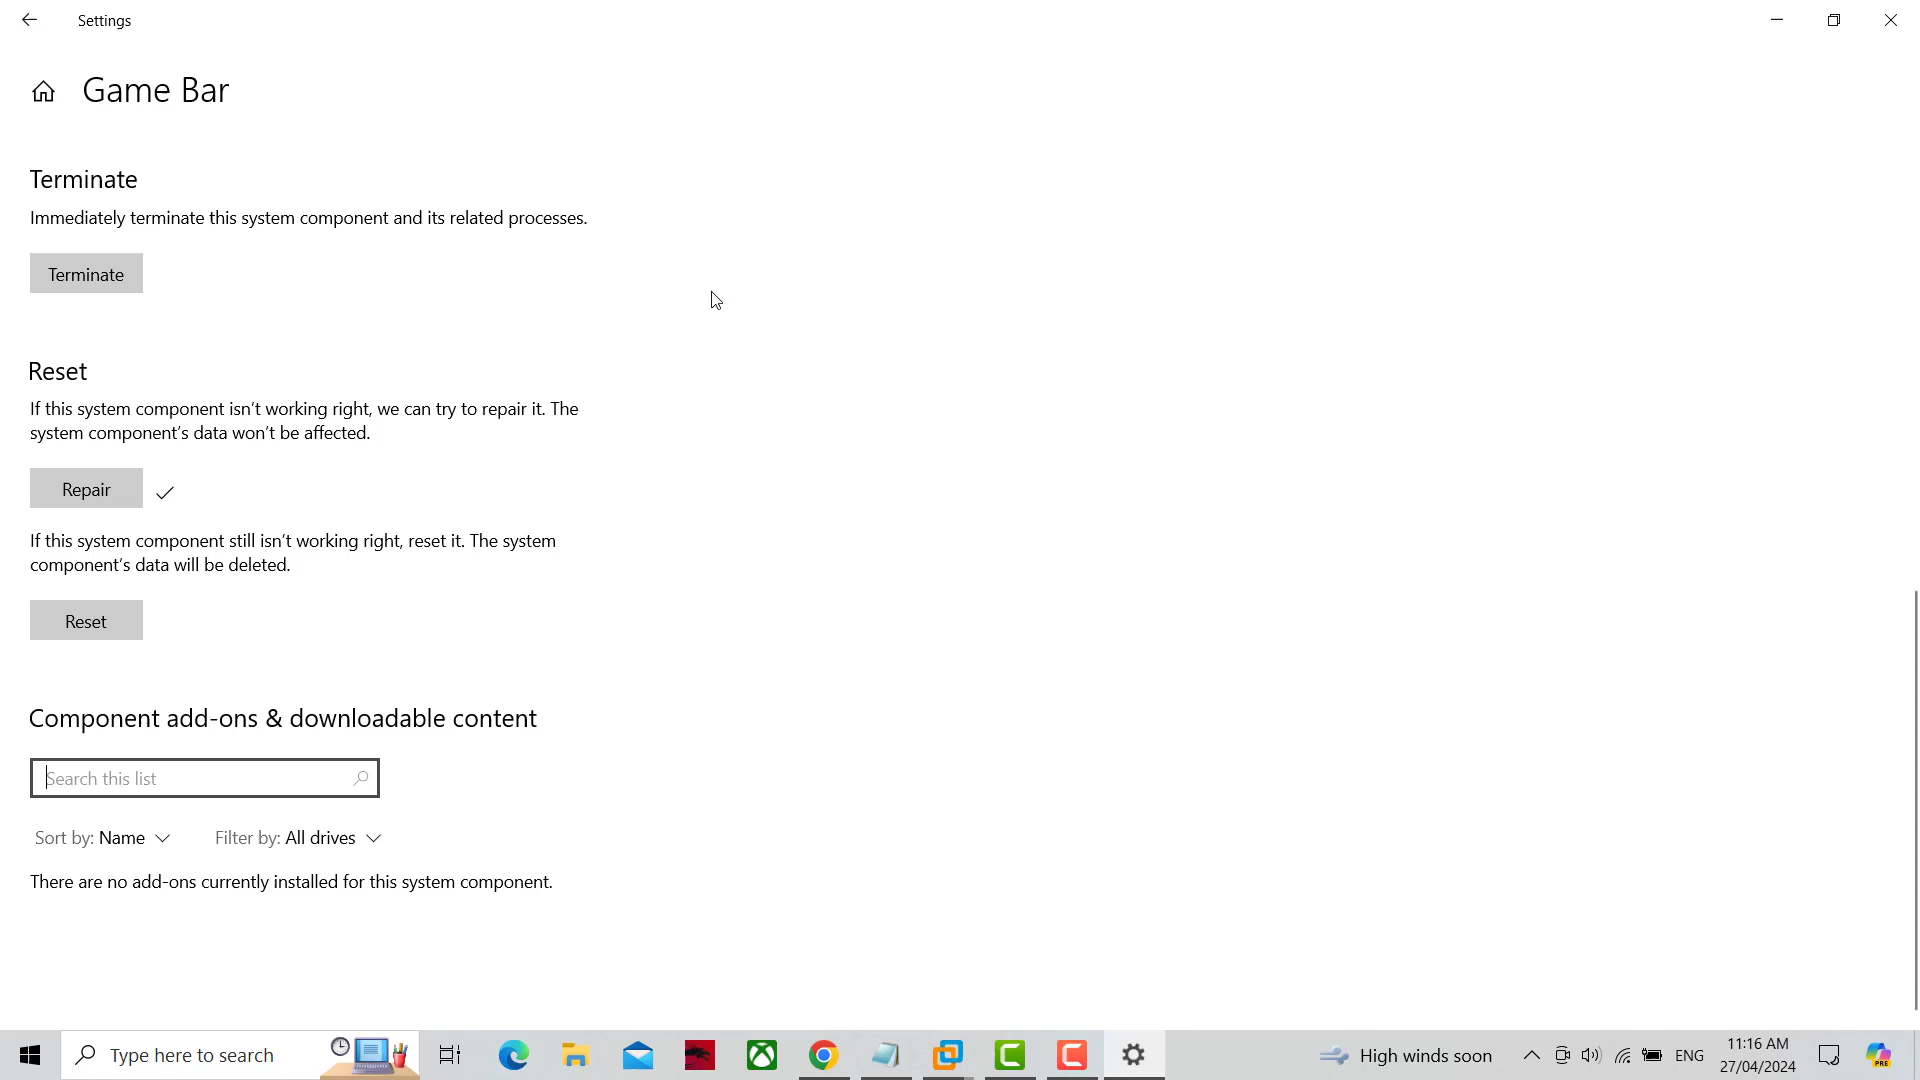 Settings
Game Bar
Terminate
Immediately terminate this system component and its related processes.
Terminate
Reset
If this system component isn't working right, we can try to repair it. The
system component's data won't be affected.
Repair
If this system component still isn't working right, reset it. The system
component's data will be deleted.
Reset
Component add-ons & downloadable content
Search this list
Sort by: Name Filter by: All drives
There are no add-ons currently installed for this system component.
Type here to search
High winds soon
ENG
11:16 AM
27/04/2024
PRE